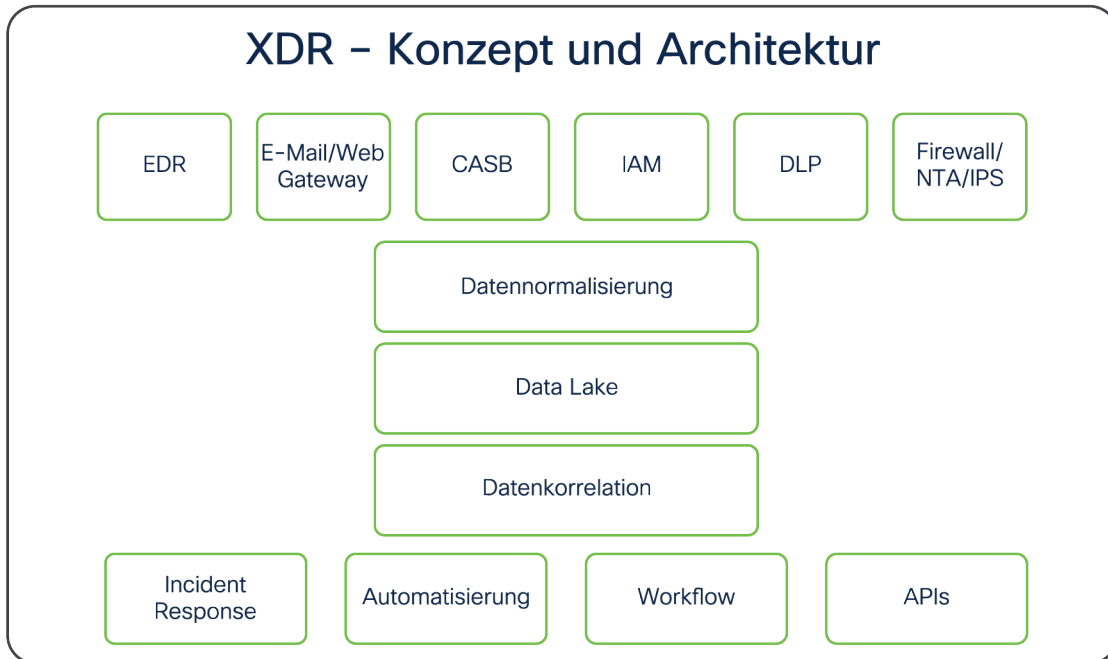 XDR – Konzept und Architektur
EDR
E-Mail/Web
Gateway
CASB
IAM
DLP
Firewall/
NTA/IPS
Datennormalisierung
Data Lake
Datenkorrelation
Incident
Response
Automatisierung
Workflow
APIs